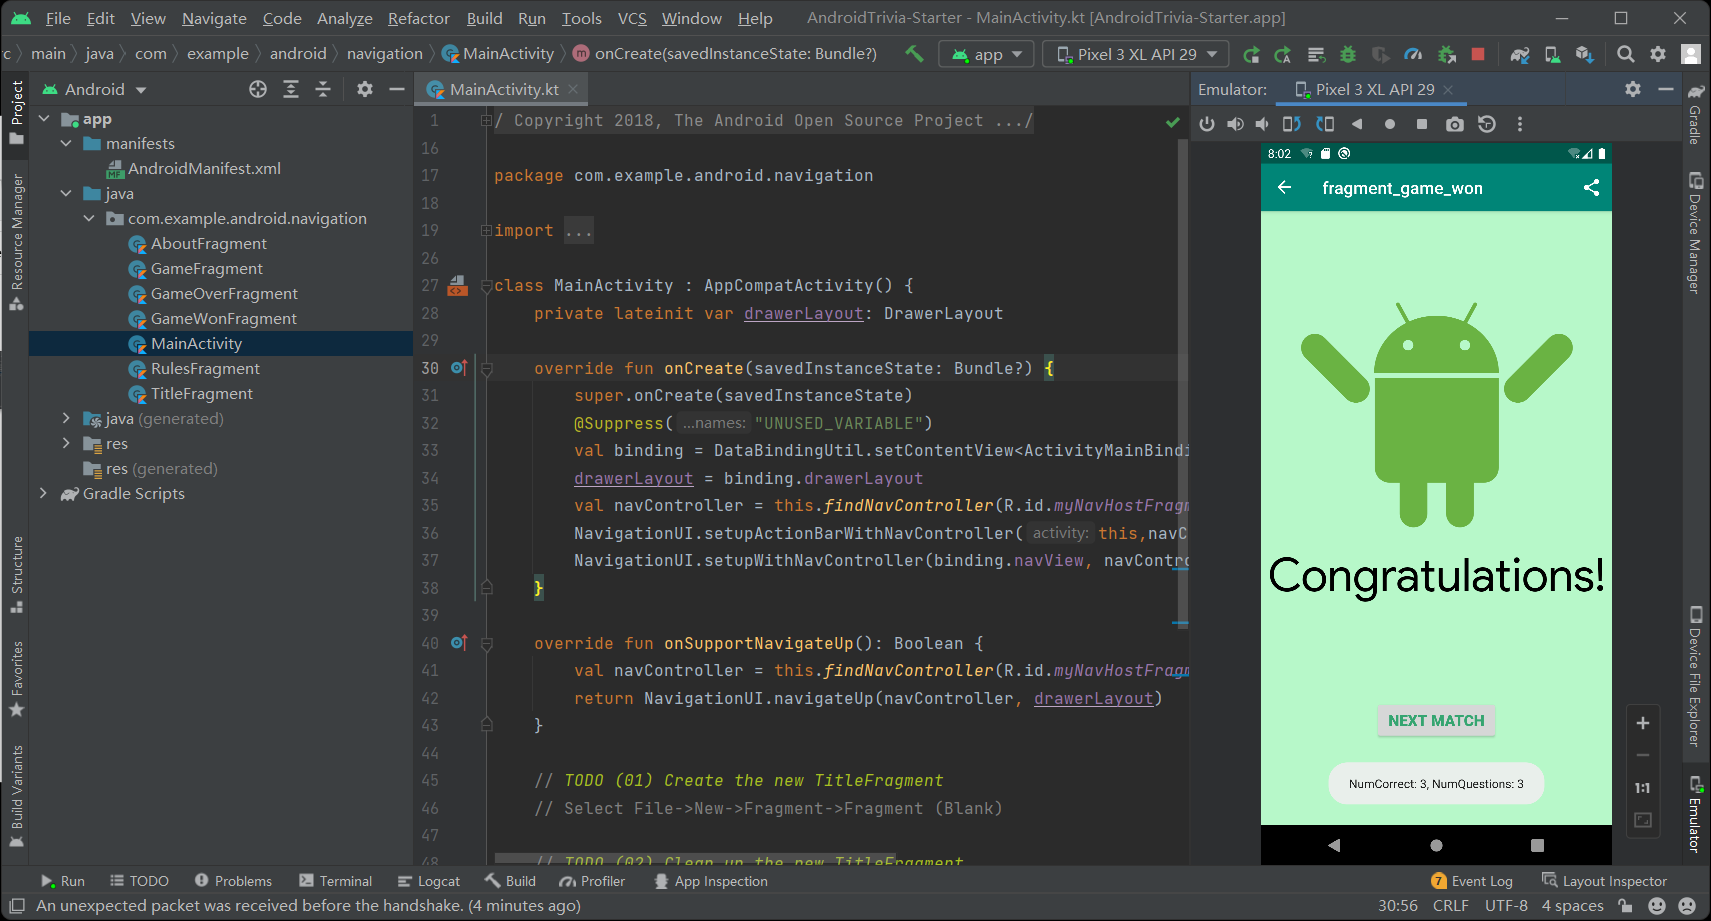 File Edit View Navigate Code Analyze Refactor Build Run Tools VCS Window Help AndroidTrivia-Starter - MainActivity.kt [AndroidTrivia-Starter.app]
rc main java com example android navigation MainActivity onCreate(savedInstanceState: Bundle?) app Pixel 3 XL API 29
Project
Resource Manager
Structure
Favorites
Build Variants
Android
app
manifests
AndroidManifest.xml
java
com.example.android.navigation
AboutFragment
GameFragment
GameOverFragment
GameWonFragment
MainActivity
RulesFragment
TitleFragment
java (generated)
res
res (generated)
Gradle Scripts
MainActivity.kt
1 / Copyright 2018, The Android Open Source Project .../
16
17 package com.example.android.navigation
18
19 import ...
26
27 class MainActivity : AppCompatActivity() {
28 private lateinit var drawerLayout: DrawerLayout
29
30 override fun onCreate(savedInstanceState: Bundle?) {
31 super.onCreate(savedInstanceState)
32 @Suppress( ...names: "UNUSED_VARIABLE")
33 val binding = DataBindingUtil.setContentView<ActivityMainBindi
34 drawerLayout = binding.drawerLayout
35 val navController = this.findNavController(R.id.myNavHostFragm
36 NavigationUI.setupActionBarWithNavController( activity: this,navC
37 NavigationUI.setupWithNavController(binding.navView, navContro
38 }
39
40 override fun onSupportNavigateUp(): Boolean {
41 val navController = this.findNavController(R.id.myNavHostFragm
42 return NavigationUI.navigateUp(navController, drawerLayout)
43 }
44
45 // TODO (01) Create the new TitleFragment
46 // Select File->New->Fragment->Fragment (Blank)
47
48 // TODO (02) Clean up the new TitleFragment
Emulator: Pixel 3 XL API 29
8:02
fragment_game_won
Congratulations!
NEXT MATCH
NumCorrect: 3, NumQuestions: 3
1:1
Gradle
Device Manager
Device File Explorer
Emulator
Run TODO Problems Terminal Logcat Build Profiler App Inspection 7 Event Log Layout Inspector
An unexpected packet was received before the handshake. (4 minutes ago) 30:56 CRLF UTF-8 4 spaces